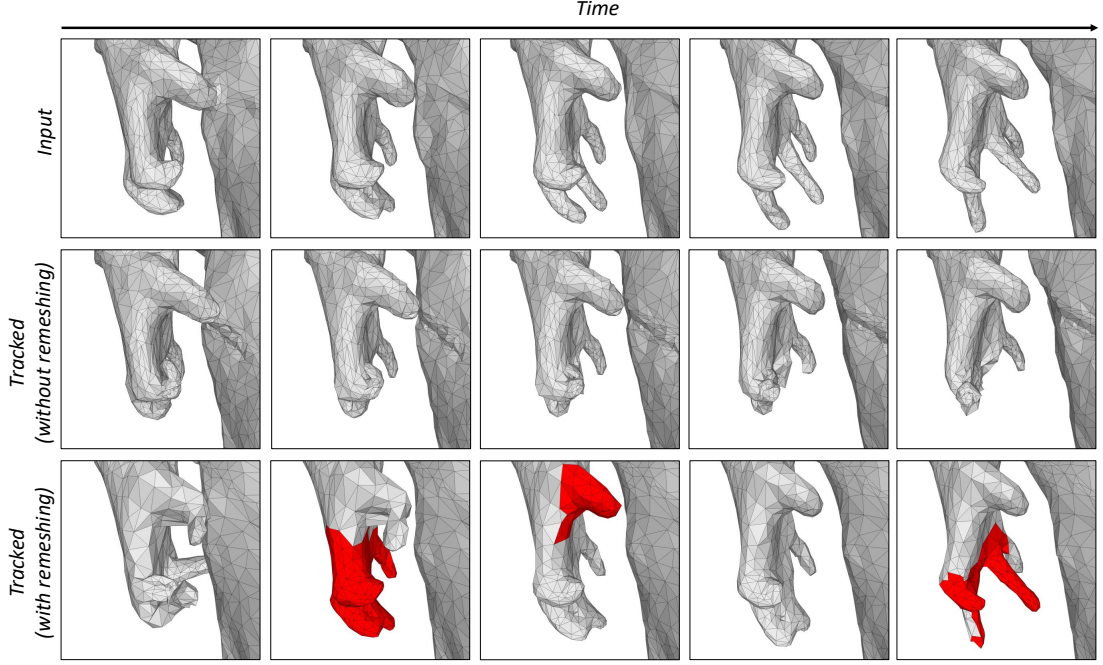 Time
Input
Tracked
(without remeshing)
Tracked
(with remeshing)